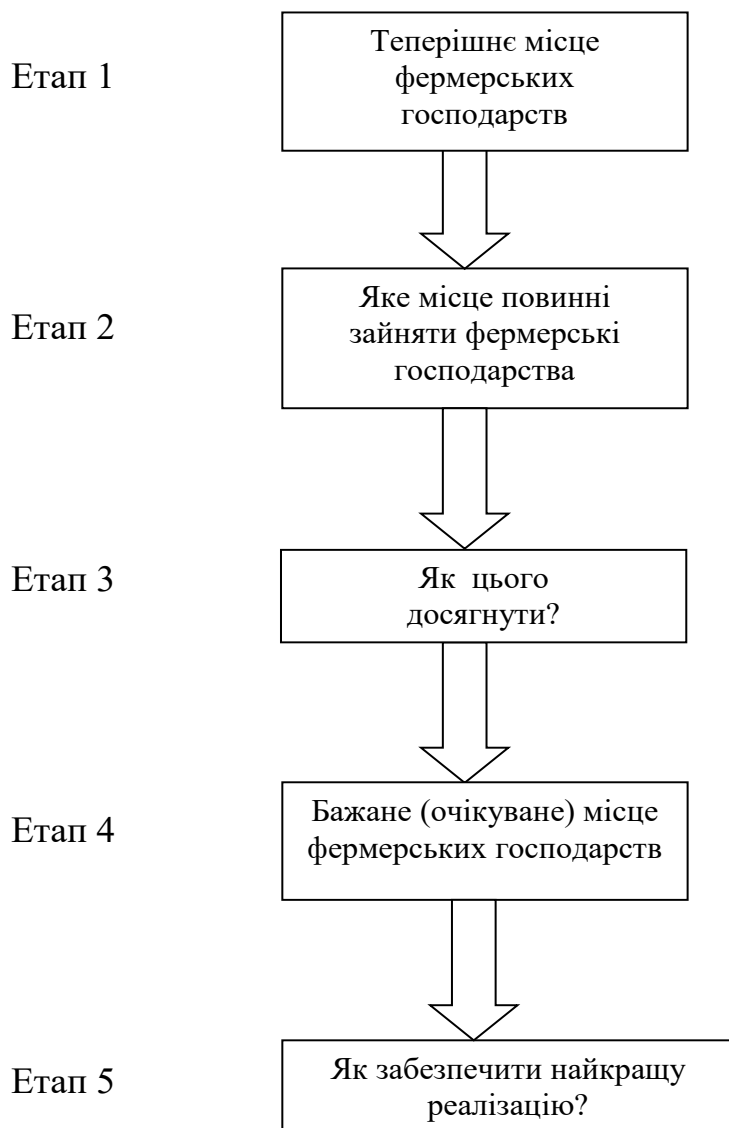 Етап 1
Теперішнє місце
фермерських
господарств
Етап 2
Яке місце повинні
зайняти фермерські
господарства
Етап 3
Як цього
досягнути?
Етап 4
Бажане (очікуване) місце
фермерських господарств
Етап 5
Як забезпечити найкращу
реалізацію?